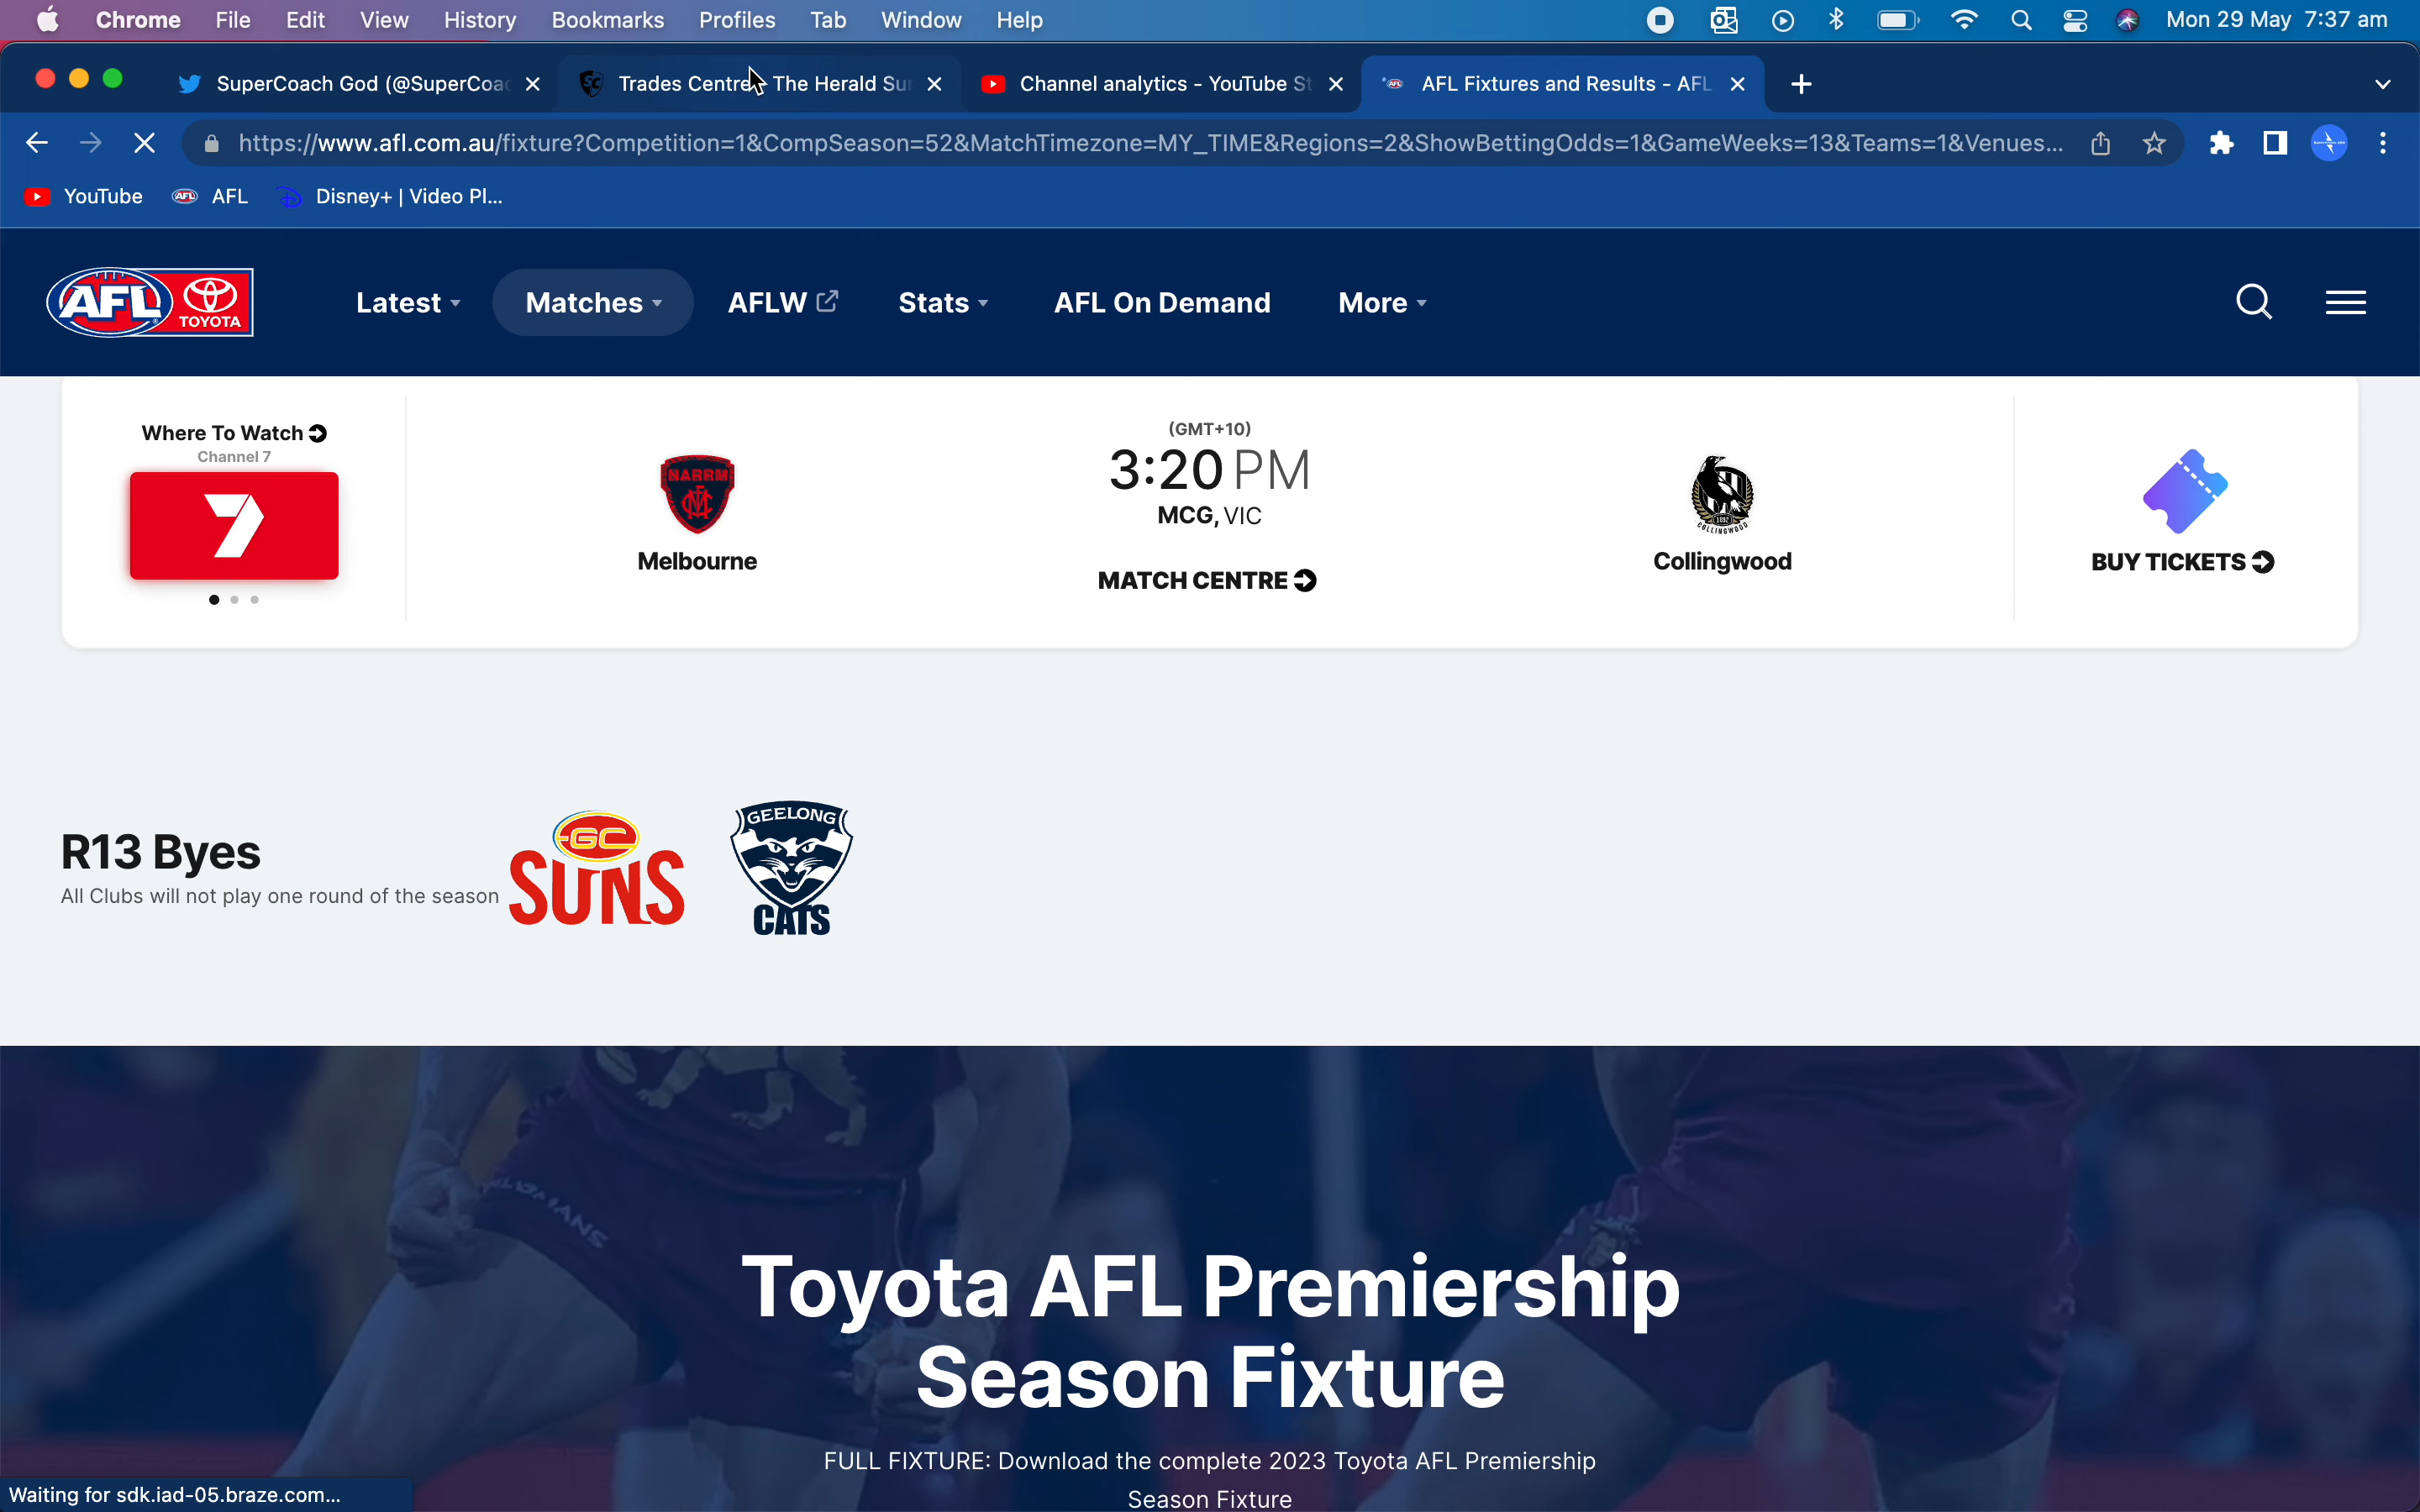 Chrome File Edit View History Bookmarks Profiles Tab Window Help Mon 29 May 7:37 am
SuperCoach God (@SuperCoac Trades Centre The Herald Sun Channel analytics - YouTube St AFL Fixtures and Results - AFL
https://www.afl.com.au/fixture?Competition=1&CompSeason=52&MatchTimezone=MY_TIME&Regions=2&ShowBettingOdds=1&GameWeeks=13&Teams=1&Venues...
YouTube AFL AFL Disney+ | Video Pl...
AFL TOYOTA Latest Matches AFLW Stats AFL On Demand More
Where To Watch
Channel 7
7
NARRM
Melbourne
(GMT+10)
3:20 PM
MCG, VIC
MATCH CENTRE
1892
COLLINGWOOD
Collingwood
BUY TICKETS
R13 Byes
All Clubs will not play one round of the season
GC
SUNS
GEELONG
CATS
Toyota AFL Premiership
Season Fixture
FULL FIXTURE: Download the complete 2023 Toyota AFL Premiership
Season Fixture
Waiting for sdk.iad-05.braze.com...